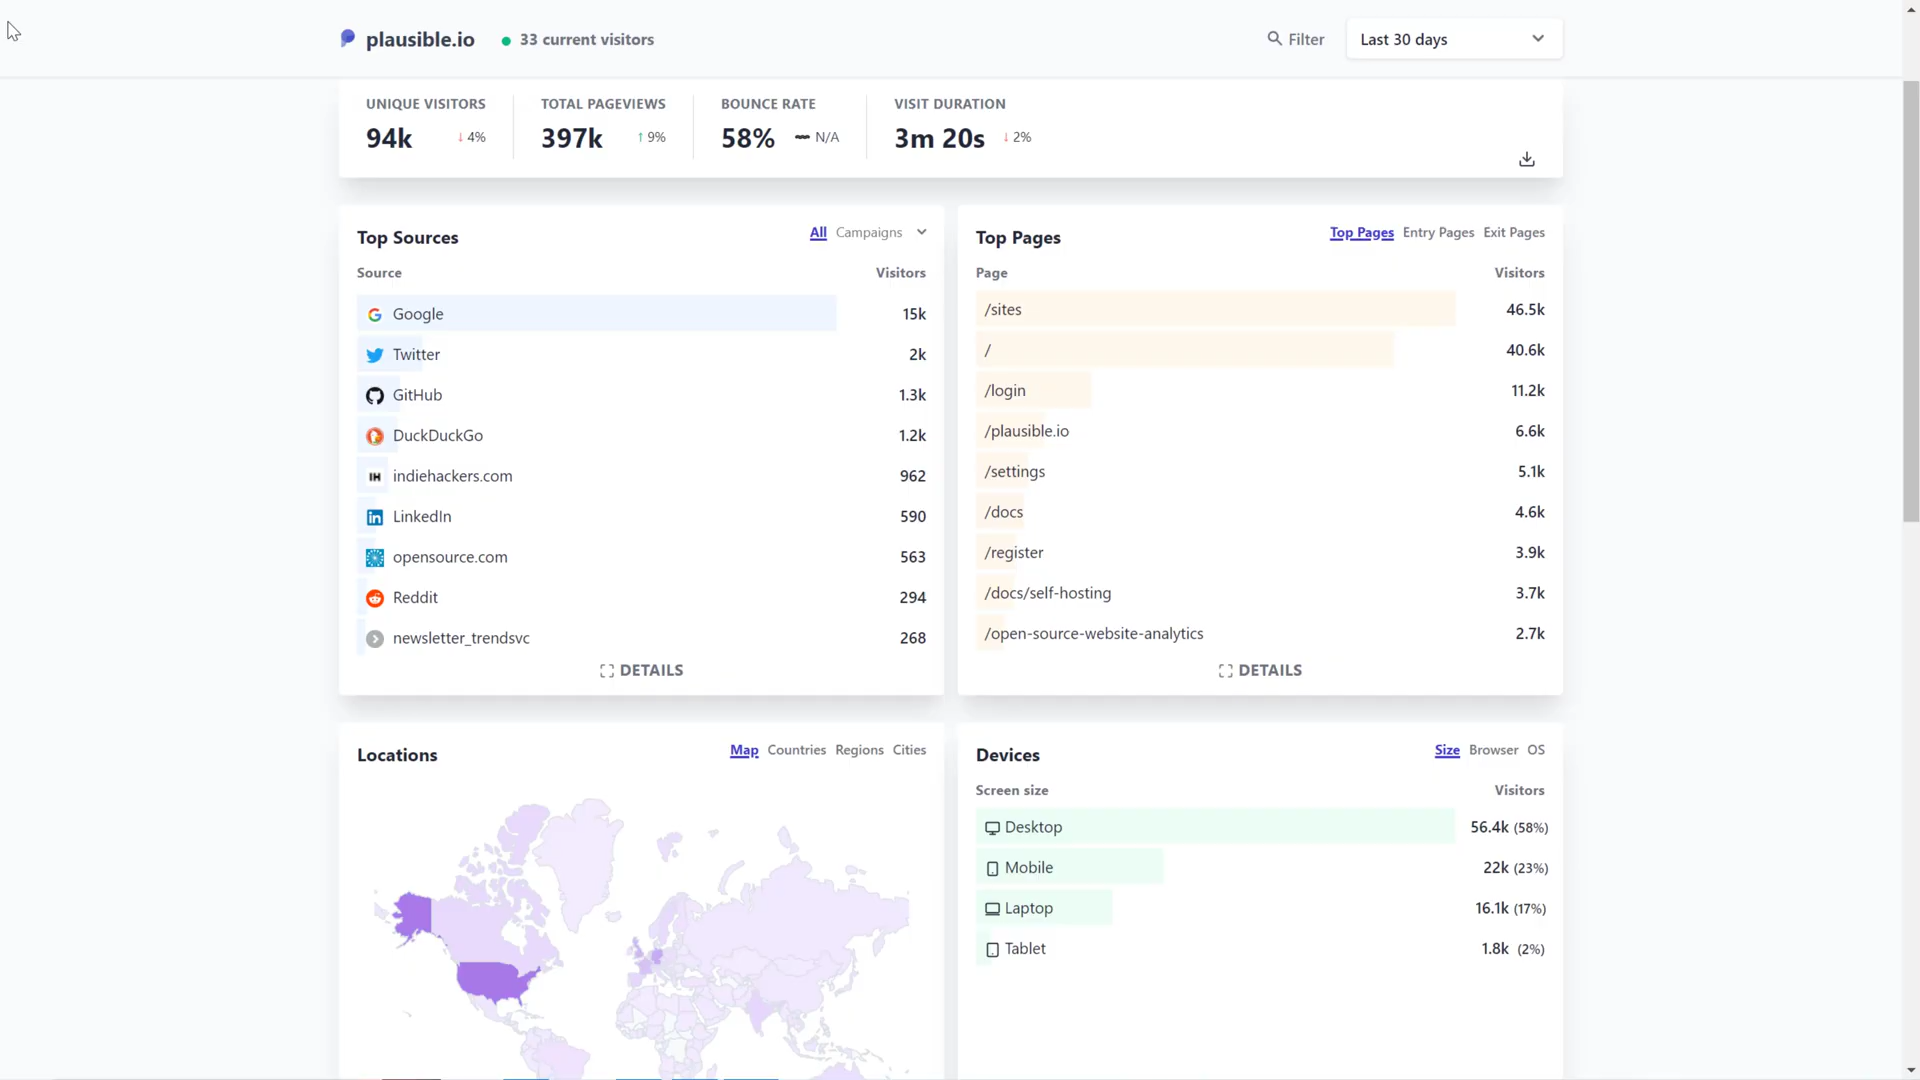 plausible.io
33 current visitors
Filter
Last 30 days
UNIQUE VISITORS
94k ↓ 4%
TOTAL PAGEVIEWS
397k ↑ 9%
BOUNCE RATE
58% N/A
VISIT DURATION
3m 20s ↓ 2%
Top Sources
All Campaigns
Source Visitors
Google 15k
Twitter 2k
GitHub 1.3k
DuckDuckGo 1.2k
IH indiehackers.com 962
in LinkedIn 590
opensource.com 563
Reddit 294
newsletter_trendsvc 268
DETAILS
Top Pages
Top Pages Entry Pages Exit Pages
Page Visitors
/sites 46.5k
/ 40.6k
/login 11.2k
/plausible.io 6.6k
/settings 5.1k
/docs 4.6k
/register 3.9k
/docs/self-hosting 3.7k
/open-source-website-analytics 2.7k
DETAILS
Locations
Map Countries Regions Cities
Devices
Size Browser OS
Screen size Visitors
Desktop 56.4k (58%)
Mobile 22k (23%)
Laptop 16.1k (17%)
Tablet 1.8k (2%)